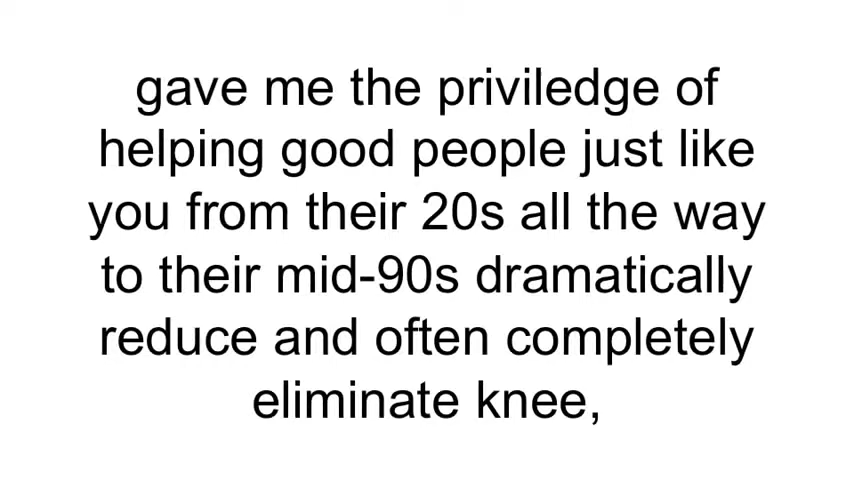 gave me the priviledge of
helping good people just like
you from their 20s all the way
to their mid-90s dramatically
reduce and often completely
eliminate knee,